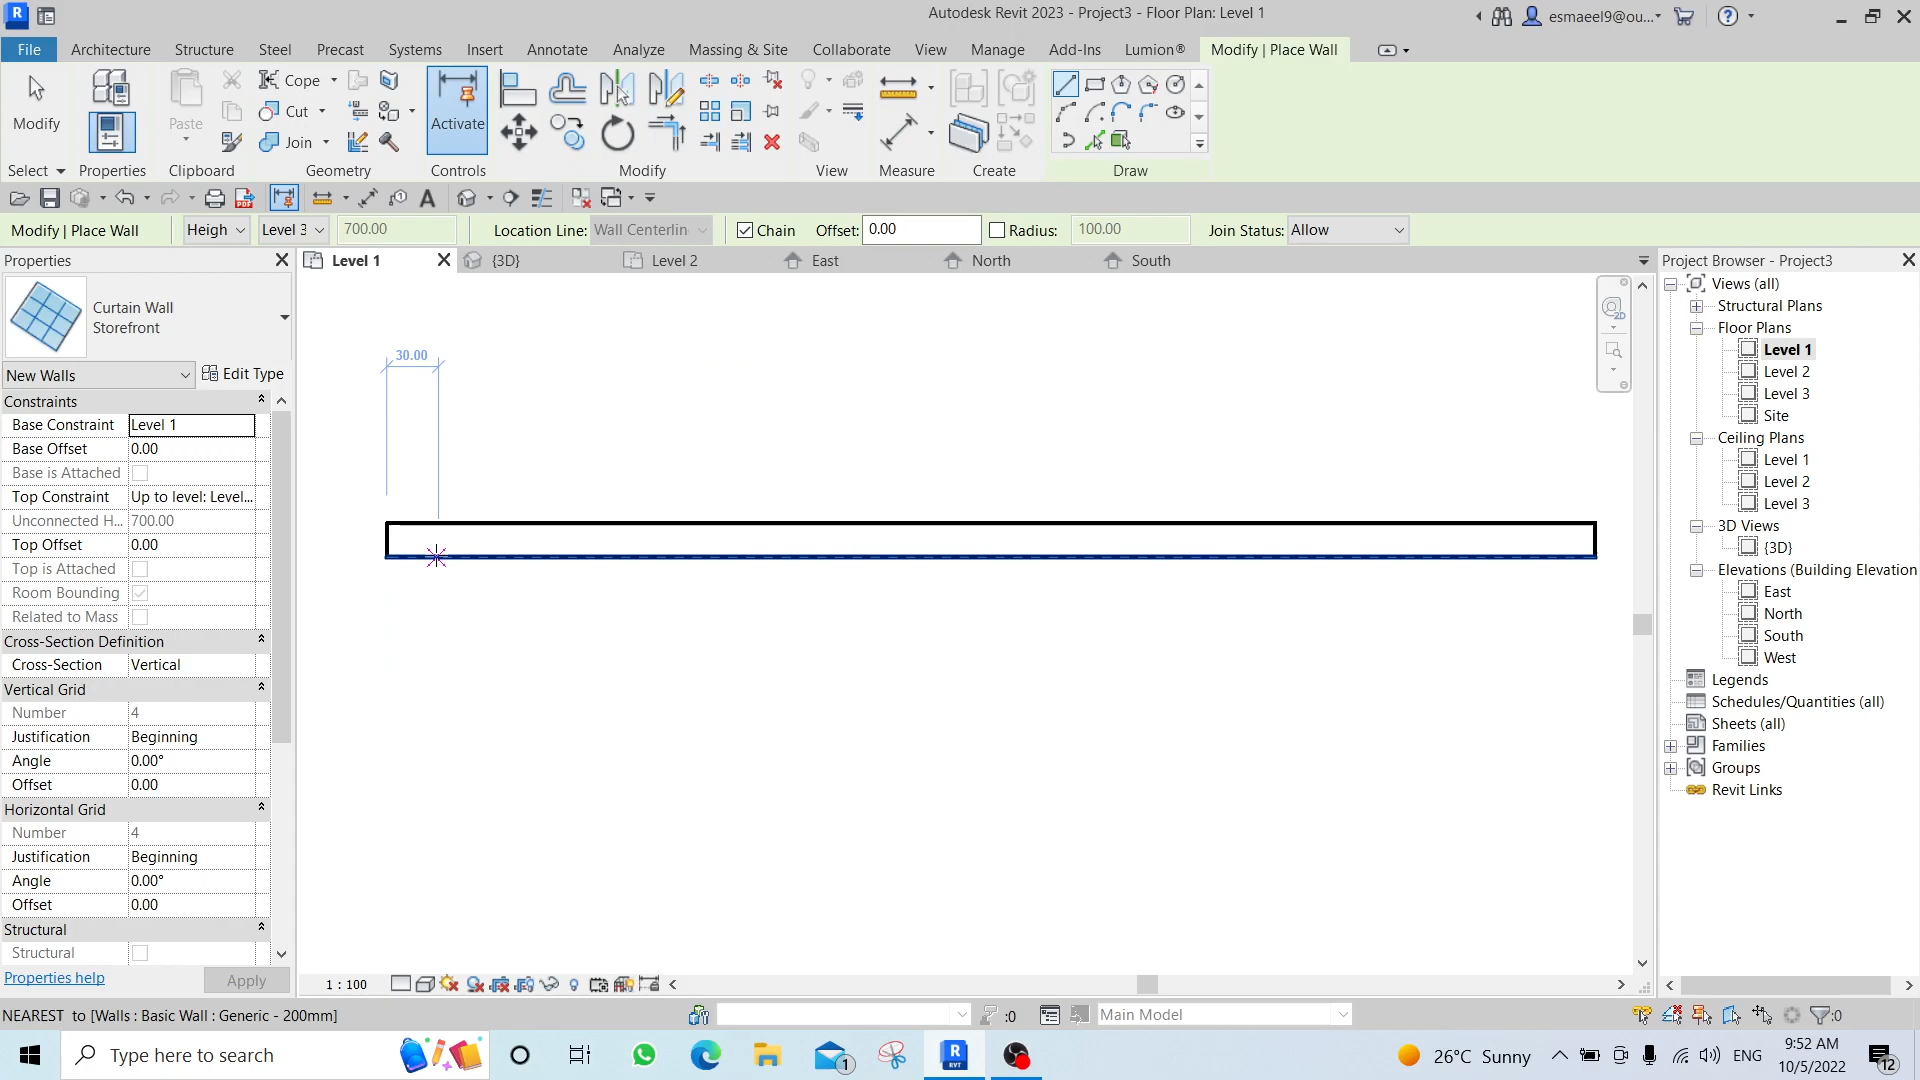 Autodesk Revit 2023 - Project3 - Floor Plan: Level 1
esmaeel9@ou...
File Architecture Structure Steel Precast Systems Insert Annotate Analyze Massing & Site Collaborate View Manage Add-Ins Lumion® Modify | Place Wall
Modify
Paste
Cope
Cut
Join
Activate
Select Properties Clipboard Geometry Controls Modify View Measure Create Draw
Modify | Place Wall Heigh Level 3 700.00 Location Line: Wall Centerlin Chain Offset: 0.00 Radius: 100.00 Join Status: Allow
Properties
Level 1 {3D} Level 2 East North South
Project Browser - Project3
Curtain Wall
Storefront
New Walls Edit Type
Constraints
Base Constraint Level 1
Base Offset 0.00
Base is Attached
Top Constraint Up to level: Level...
Unconnected H... 700.00
Top Offset 0.00
Top is Attached
Room Bounding
Related to Mass
Cross-Section Definition
Cross-Section Vertical
Vertical Grid
Number 4
Justification Beginning
Angle 0.00°
Offset 0.00
Horizontal Grid
Number 4
Justification Beginning
Angle 0.00°
Offset 0.00
Structural
Structural
Properties help Apply
30.00
2D
Views (all)
Structural Plans
Floor Plans
Level 1
Level 2
Level 3
Site
Ceiling Plans
Level 1
Level 2
Level 3
3D Views
{3D}
Elevations (Building Elevation
East
North
South
West
Legends
Schedules/Quantities (all)
Sheets (all)
Families
Groups
Revit Links
1 : 100
NEAREST to [Walls : Basic Wall : Generic - 200mm]
:0
Main Model
:0
Type here to search
1
26°C Sunny
ENG
9:52 AM
10/5/2022
12